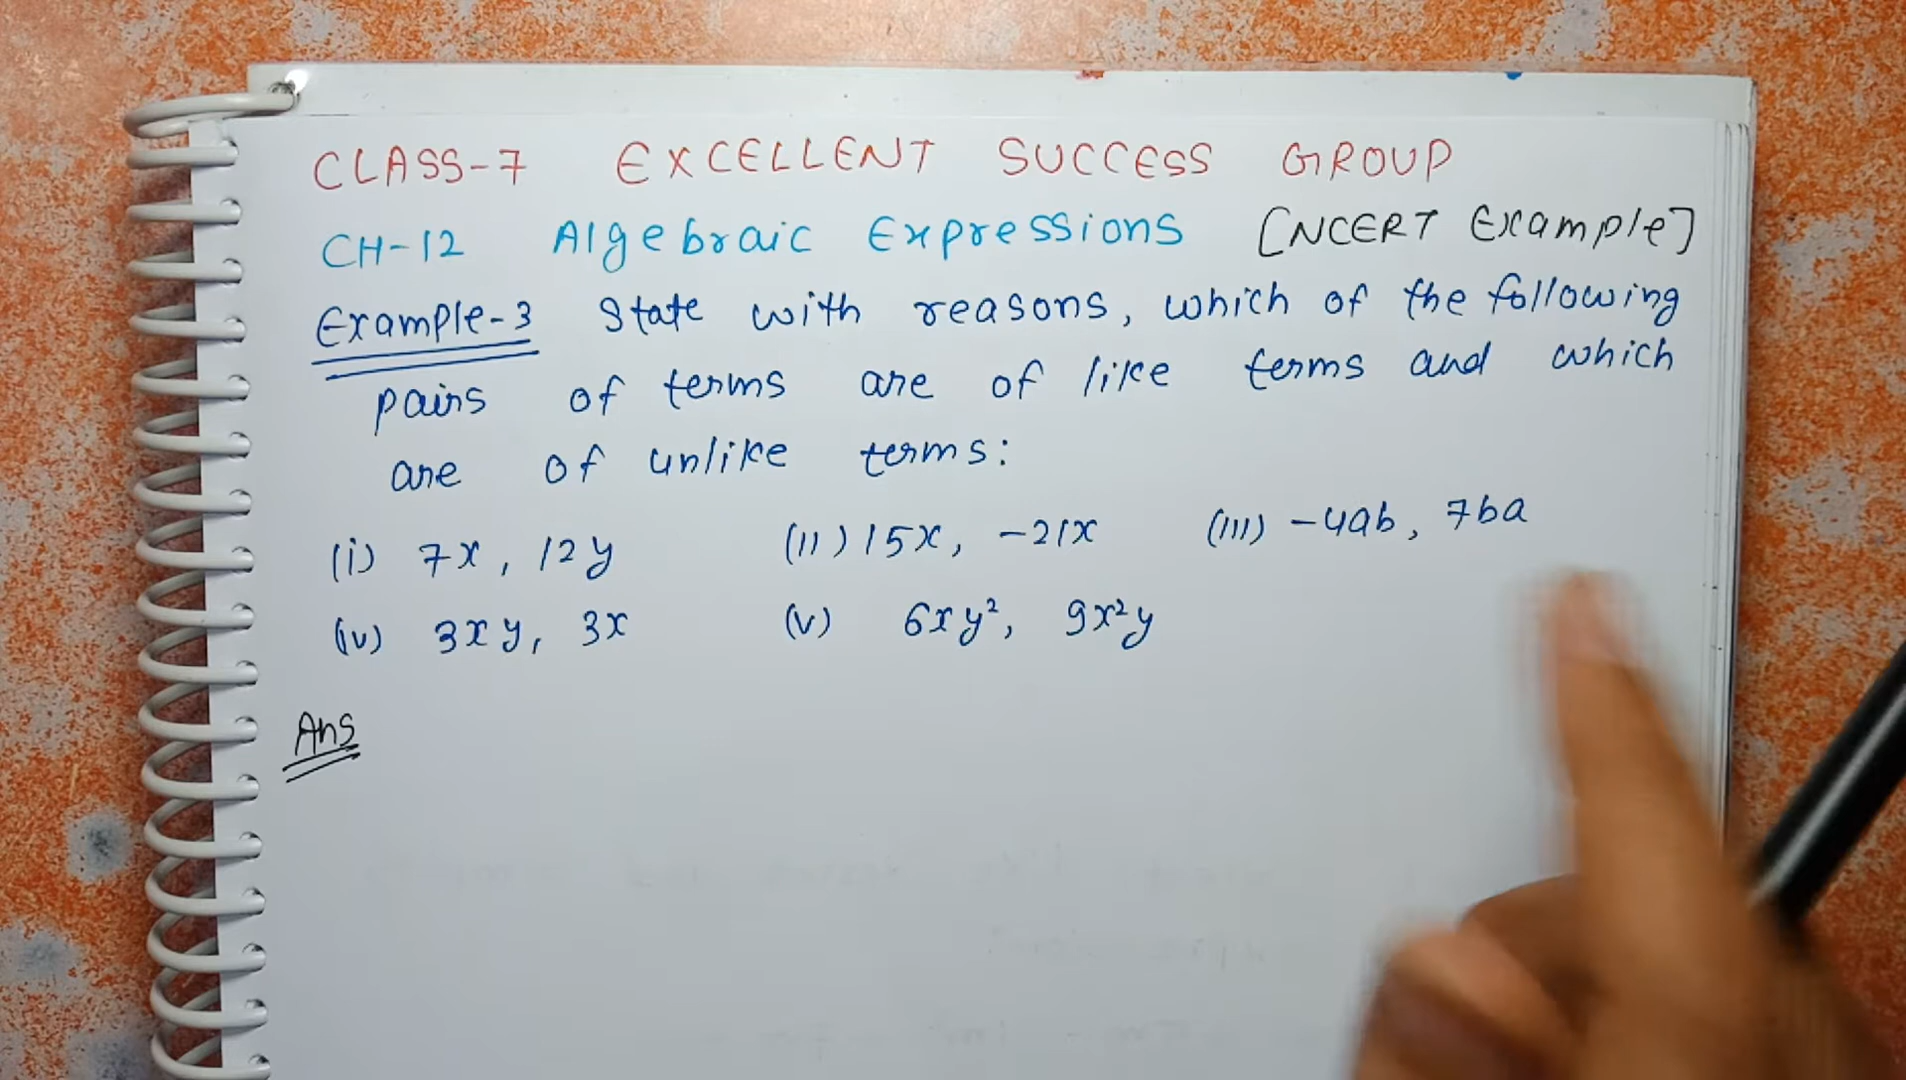 CLASS-7 EXCELLENT SUCCESS GROUP
CH-12 Algebraic Expressions [NCERT Example]
Example-3 State with reasons, which of the following
pairs of terms are of like terms and which
are of unlike terms:
(i) 7x, 12y (ii) 15x, -21x (iii) -4ab, 7ba
(iv) 3xy, 3x (v) 6xy², 9x²y
Ans